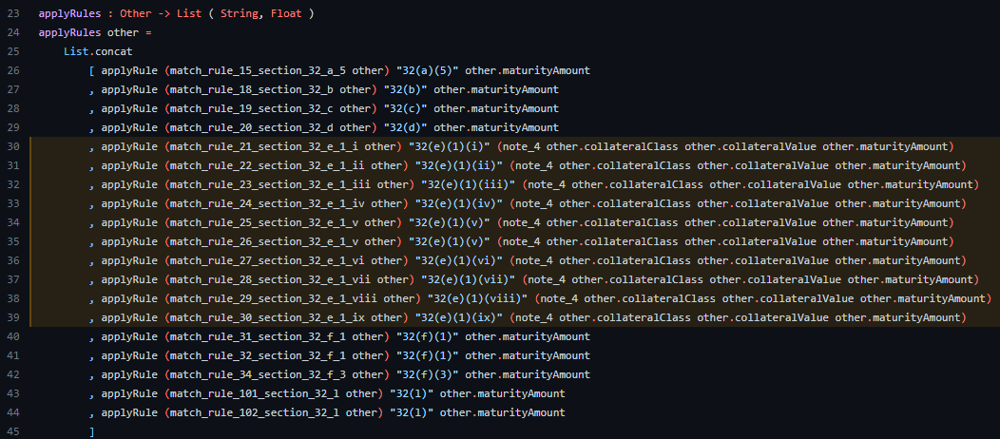 23 applyRules : Other -> List ( String, Float )
24 applyRules other =
25     List.concat
26         [ applyRule (match_rule_15_section_32_a_5 other) "32(a)(5)" other.maturityAmount
27         , applyRule (match_rule_18_section_32_b other) "32(b)" other.maturityAmount
28         , applyRule (match_rule_19_section_32_c other) "32(c)" other.maturityAmount
29         , applyRule (match_rule_20_section_32_d other) "32(d)" other.maturityAmount
30         , applyRule (match_rule_21_section_32_e_1_i other) "32(e)(1)(i)" (note_4 other.collateralClass other.collateralValue other.maturityAmount)
31         , applyRule (match_rule_22_section_32_e_1_ii other) "32(e)(1)(ii)" (note_4 other.collateralClass other.collateralValue other.maturityAmount)
32         , applyRule (match_rule_23_section_32_e_1_iii other) "32(e)(1)(iii)" (note_4 other.collateralClass other.collateralValue other.maturityAmount)
33         , applyRule (match_rule_24_section_32_e_1_iv other) "32(e)(1)(iv)" (note_4 other.collateralClass other.collateralValue other.maturityAmount)
34         , applyRule (match_rule_25_section_32_e_1_v other) "32(e)(1)(v)" (note_4 other.collateralClass other.collateralValue other.maturityAmount)
35         , applyRule (match_rule_26_section_32_e_1_v other) "32(e)(1)(v)" (note_4 other.collateralClass other.collateralValue other.maturityAmount)
36         , applyRule (match_rule_27_section_32_e_1_vi other) "32(e)(1)(vi)" (note_4 other.collateralClass other.collateralValue other.maturityAmount)
37         , applyRule (match_rule_28_section_32_e_1_vii other) "32(e)(1)(vii)" (note_4 other.collateralClass other.collateralValue other.maturityAmount)
38         , applyRule (match_rule_29_section_32_e_1_viii other) "32(e)(1)(viii)" (note_4 other.collateralClass other.collateralValue other.maturityAmount)
39         , applyRule (match_rule_30_section_32_e_1_ix other) "32(e)(1)(ix)" (note_4 other.collateralClass other.collateralValue other.maturityAmount)
40         , applyRule (match_rule_31_section_32_f_1 other) "32(f)(1)" other.maturityAmount
41         , applyRule (match_rule_32_section_32_f_1 other) "32(f)(1)" other.maturityAmount
42         , applyRule (match_rule_34_section_32_f_3 other) "32(f)(3)" other.maturityAmount
43         , applyRule (match_rule_101_section_32_l other) "32(l)" other.maturityAmount
44         , applyRule (match_rule_102_section_32_l other) "32(l)" other.maturityAmount
45         ]